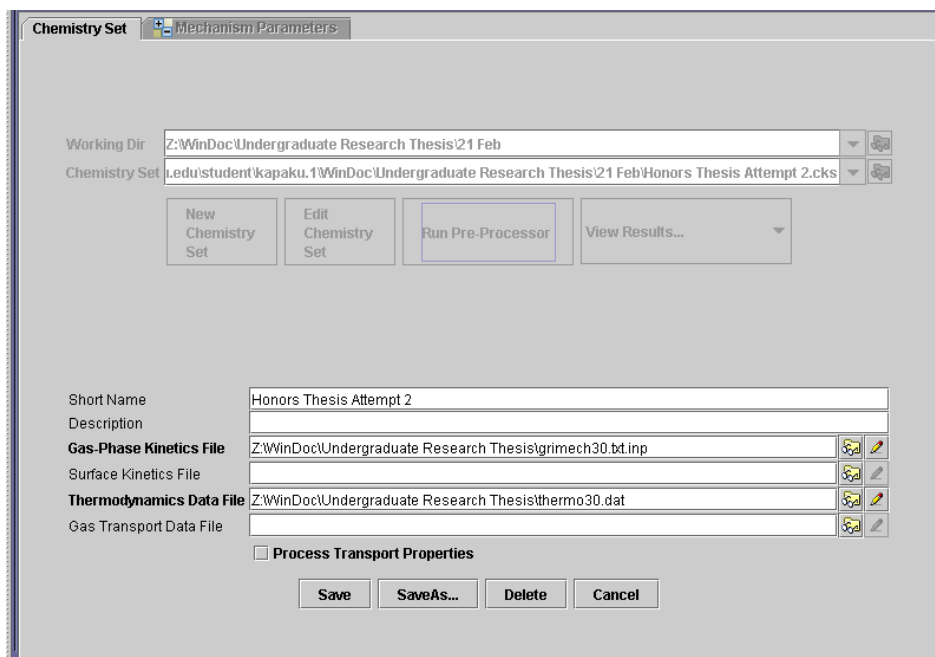 Chemistry Set Mechanism Parameters
Working Dir Z:\WinDoc\Undergraduate Research Thesis\21 Feb
Chemistry Set ı.edu\student\kapaku.1\WinDoc\Undergraduate Research Thesis\21 Feb\Honors Thesis Attempt 2.cks
New Chemistry Set
Edit Chemistry Set
Run Pre-Processor
View Results...
Short Name Honors Thesis Attempt 2
Description
Gas-Phase Kinetics File Z:\WinDoc\Undergraduate Research Thesis\grimech30.txt.inp
Surface Kinetics File
Thermodynamics Data File Z:\WinDoc\Undergraduate Research Thesis\thermo30.dat
Gas Transport Data File
Process Transport Properties
Save SaveAs... Delete Cancel